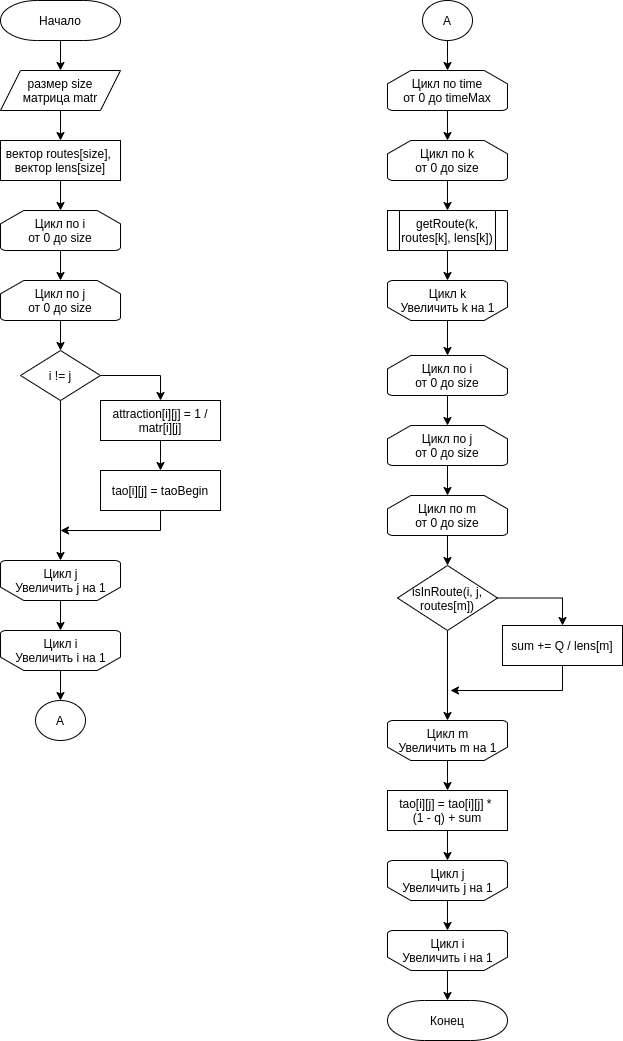 Начало
размер size
матрица matr
вектор routes[size],
вектор lens[size]
Цикл по i
от 0 до size
Цикл по j
от 0 до size
i != j
attraction[i][j] = 1 /
matr[i][j]
tao[i][j] = taoBegin
Цикл j
Увеличить j на 1
Цикл i
Увеличить i на 1
А
А
Цикл по time
от 0 до timeMax
Цикл по k
от 0 до size
getRoute(k,
routes[k], lens[k])
Цикл k
Увеличить k на 1
Цикл по i
от 0 до size
Цикл по j
от 0 до size
Цикл по m
от 0 до size
isInRoute(i, j,
routes[m])
sum += Q / lens[m]
Цикл m
Увеличить m на 1
tao[i][j] = tao[i][j] *
(1 - q) + sum
Цикл j
Увеличить j на 1
Цикл i
Увеличить i на 1
Конец